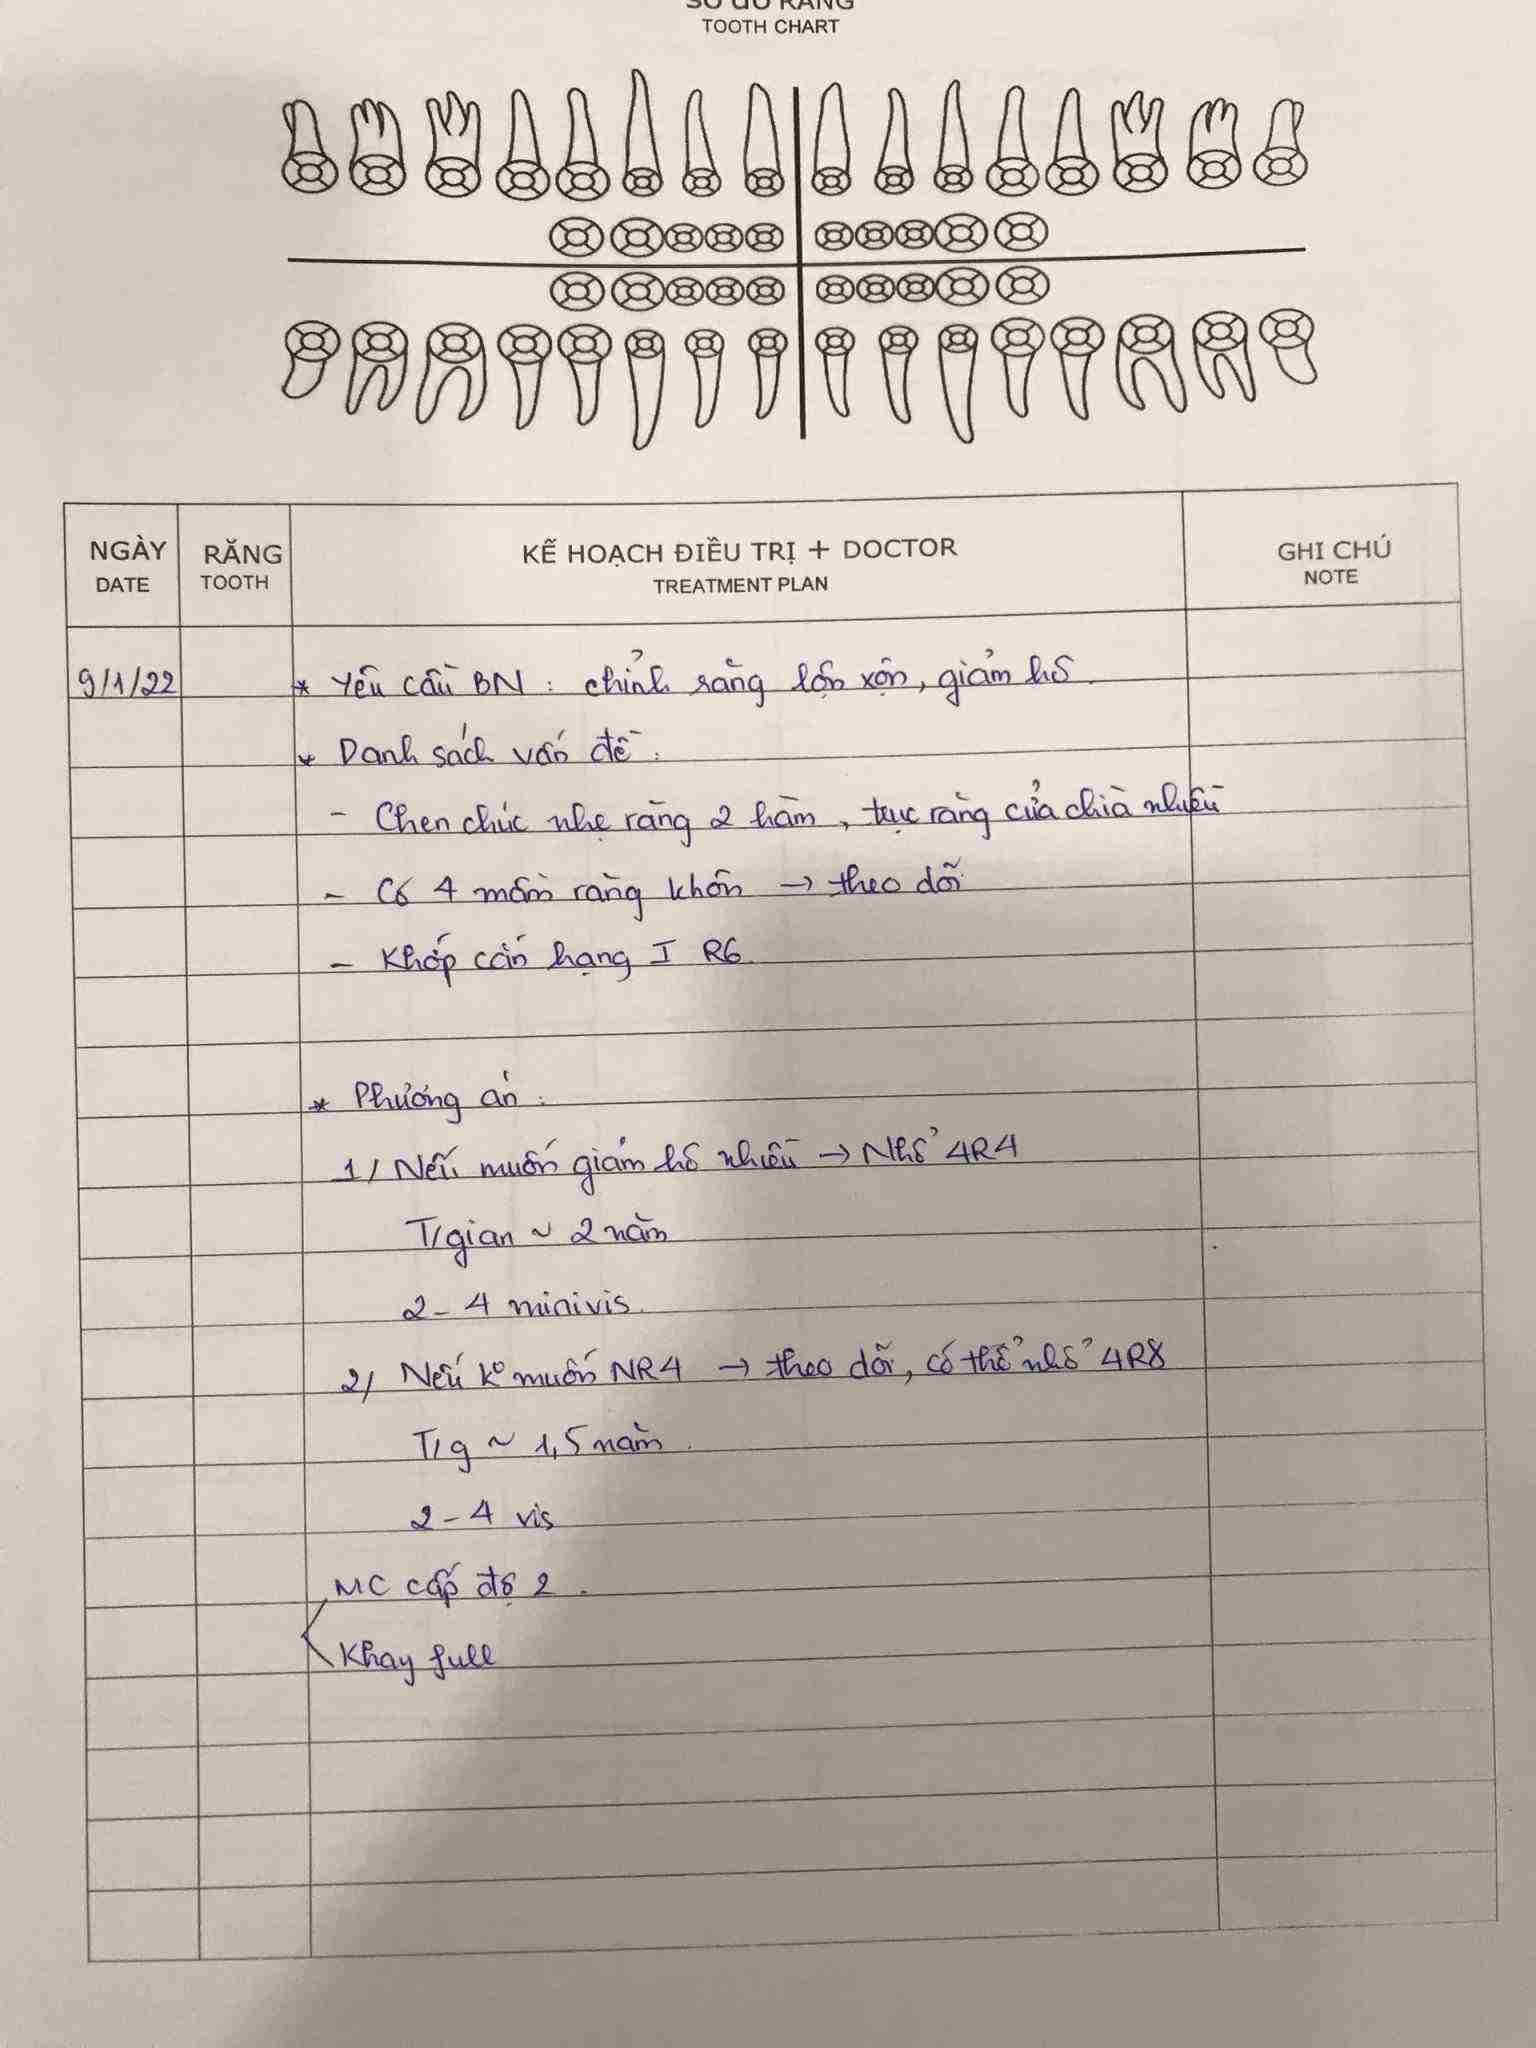 SƠ ĐỒ RĂNG
TOOTH CHART
NGÀY
DATE
RĂNG
TOOTH
KẾ HOẠCH ĐIỀU TRỊ + DOCTOR
TREATMENT PLAN
GHI CHÚ
NOTE
9/1/22
* Yêu cầu BN : chỉnh răng lộn xộn, giảm hô
* Danh sách vấn đề :
- Chen chúc nhẹ răng 2 hàm, trục răng cửa chìa nhiều
- Có 4 mầm răng khôn → theo dõi
- Khớp cắn hạng I R6
* Phương án :
1/ Nếu muốn giảm hô nhiều → Nhổ 4R4
T/gian ~ 2 năm
2 - 4 minivis
2/ Nếu ko muốn NR4 → theo dõi, có thể nhổ 4R8
T/g ~ 1,5 năm
2 - 4 vis
MC cấp độ 2 .
Khay full